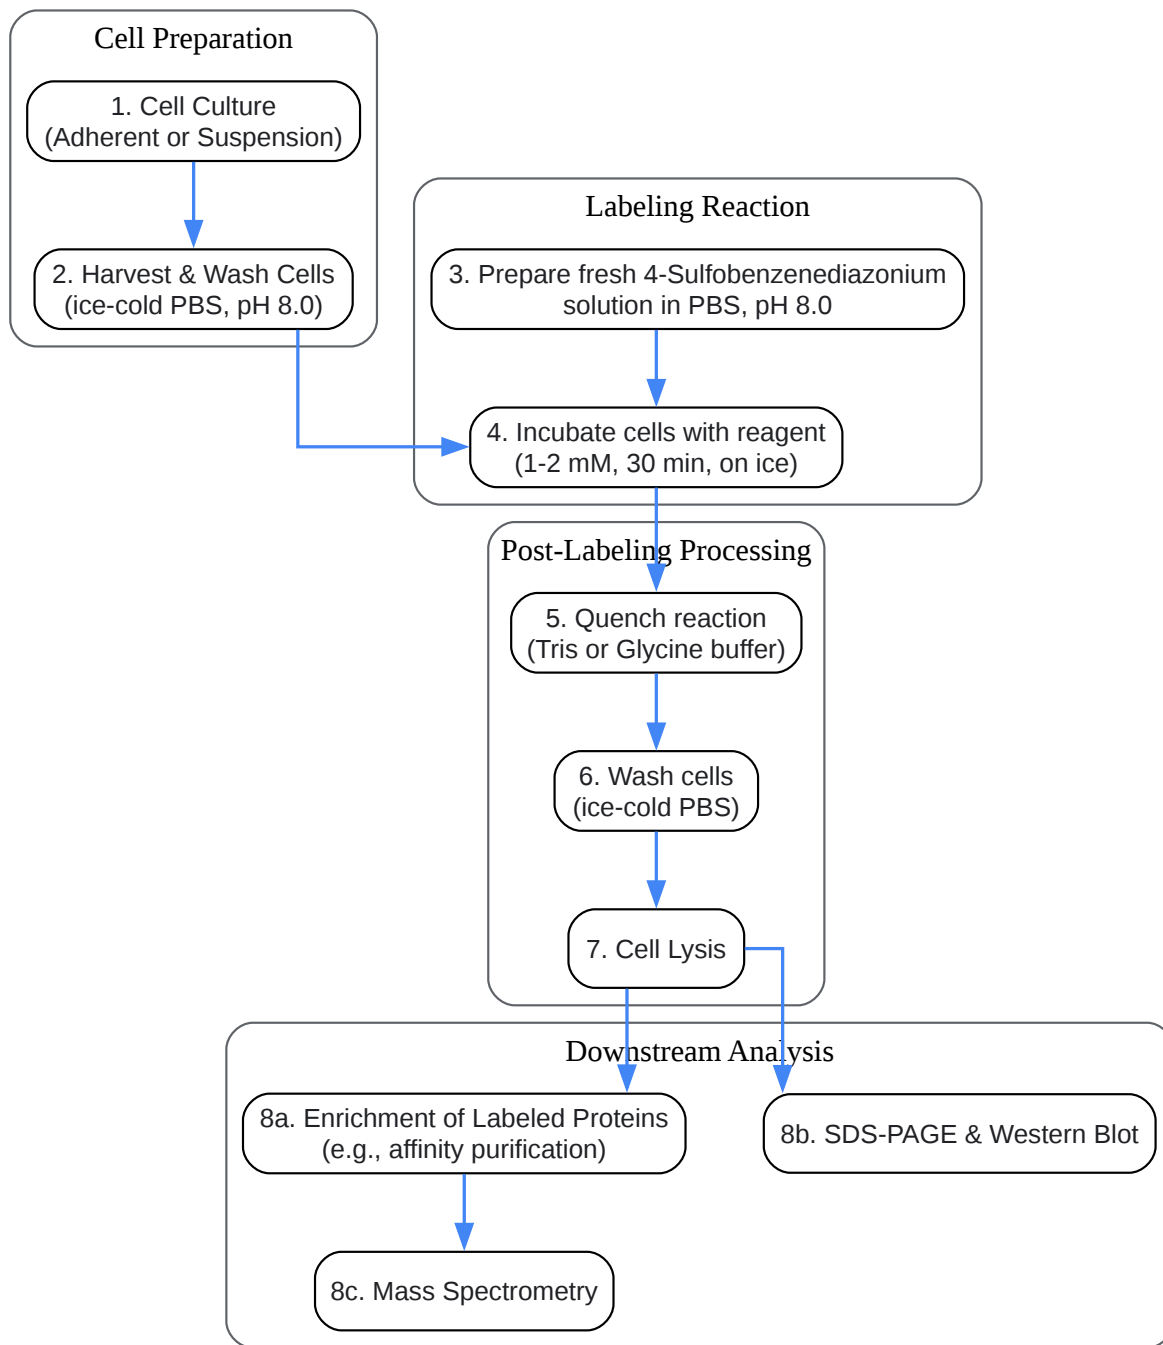 Cell Preparation
1. Cell Culture
(Adherent or Suspension)
2. Harvest & Wash Cells
(ice-cold PBS, pH 8.0)
Labeling Reaction
3. Prepare fresh 4-Sulfobenzenediazonium
solution in PBS, pH 8.0
4. Incubate cells with reagent
(1-2 mM, 30 min, on ice)
Post-Labeling Processing
5. Quench reaction
(Tris or Glycine buffer)
6. Wash cells
(ice-cold PBS)
7. Cell Lysis
Downstream Analysis
8a. Enrichment of Labeled Proteins
(e.g., affinity purification)
8b. SDS-PAGE & Western Blot
8c. Mass Spectrometry